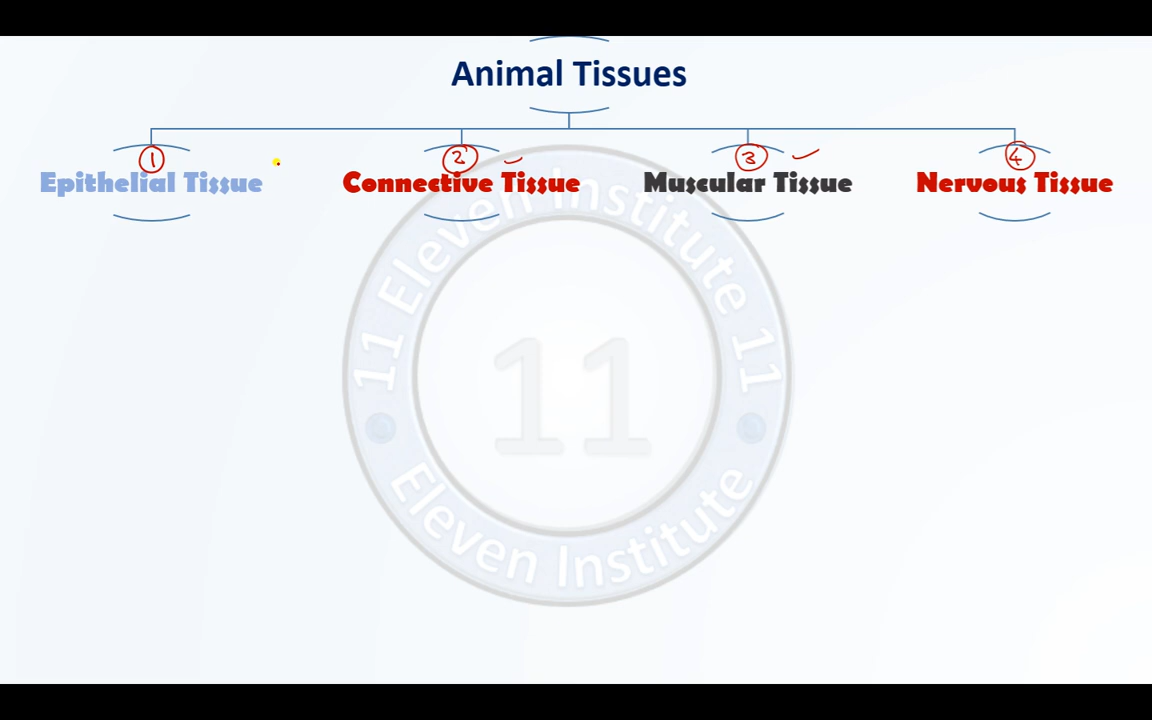 Animal Tissues
1 2 3 4
Epithelial Tissue Connective Tissue Muscular Tissue Nervous Tissue
11 Eleven Institute 11
11
Eleven Institute